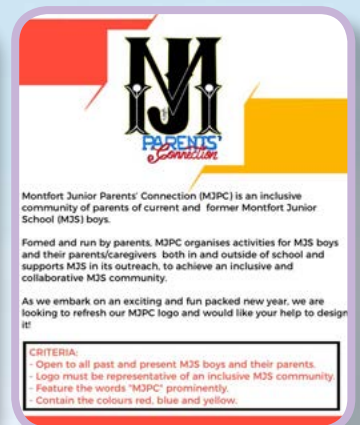 MJ
PARENTS'
Connection
Montfort Junior Parents' Connection (MJPC) is an inclusive
community of parents of current and former Montfort Junior
School (MJS) boys.
Fomed and run by parents, MJPC organises activities for MJS boys
and their parents/caregivers both in and outside of school and
supports MJS in its outreach, to achieve an inclusive and
collaborative MJS community.
As we embark on an exciting and fun packed new year, we are
looking to refresh our MJPC logo and would like your help to design
it!
CRITERIA:
- Open to all past and present MJS boys and their parents.
- Logo must be representative of an inclusive MJS community.
- Feature the words "MJPC" prominently.
- Contain the colours red, blue and yellow.